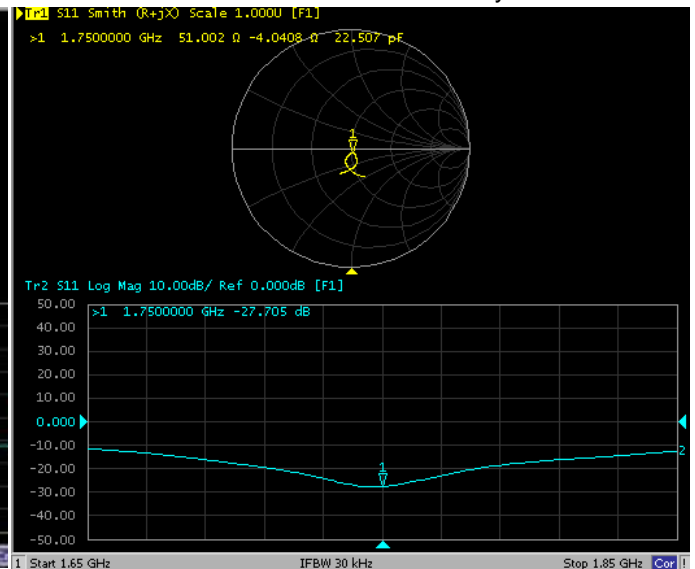 Tr1 S11 Smith (R+jX) Scale 1.000U [F1]
>1 1.7500000 GHz 51.002 Ω -4.0408 Ω 22.507 pF
1
Tr2 S11 Log Mag 10.00dB/ Ref 0.000dB [F1]
50.00
>1 1.7500000 GHz -27.705 dB
40.00
30.00
20.00
10.00
0.000
-10.00
2
-20.00
1
-30.00
-40.00
-50.00
1 Start 1.65 GHz IFBW 30 kHz Stop 1.85 GHz Cor !